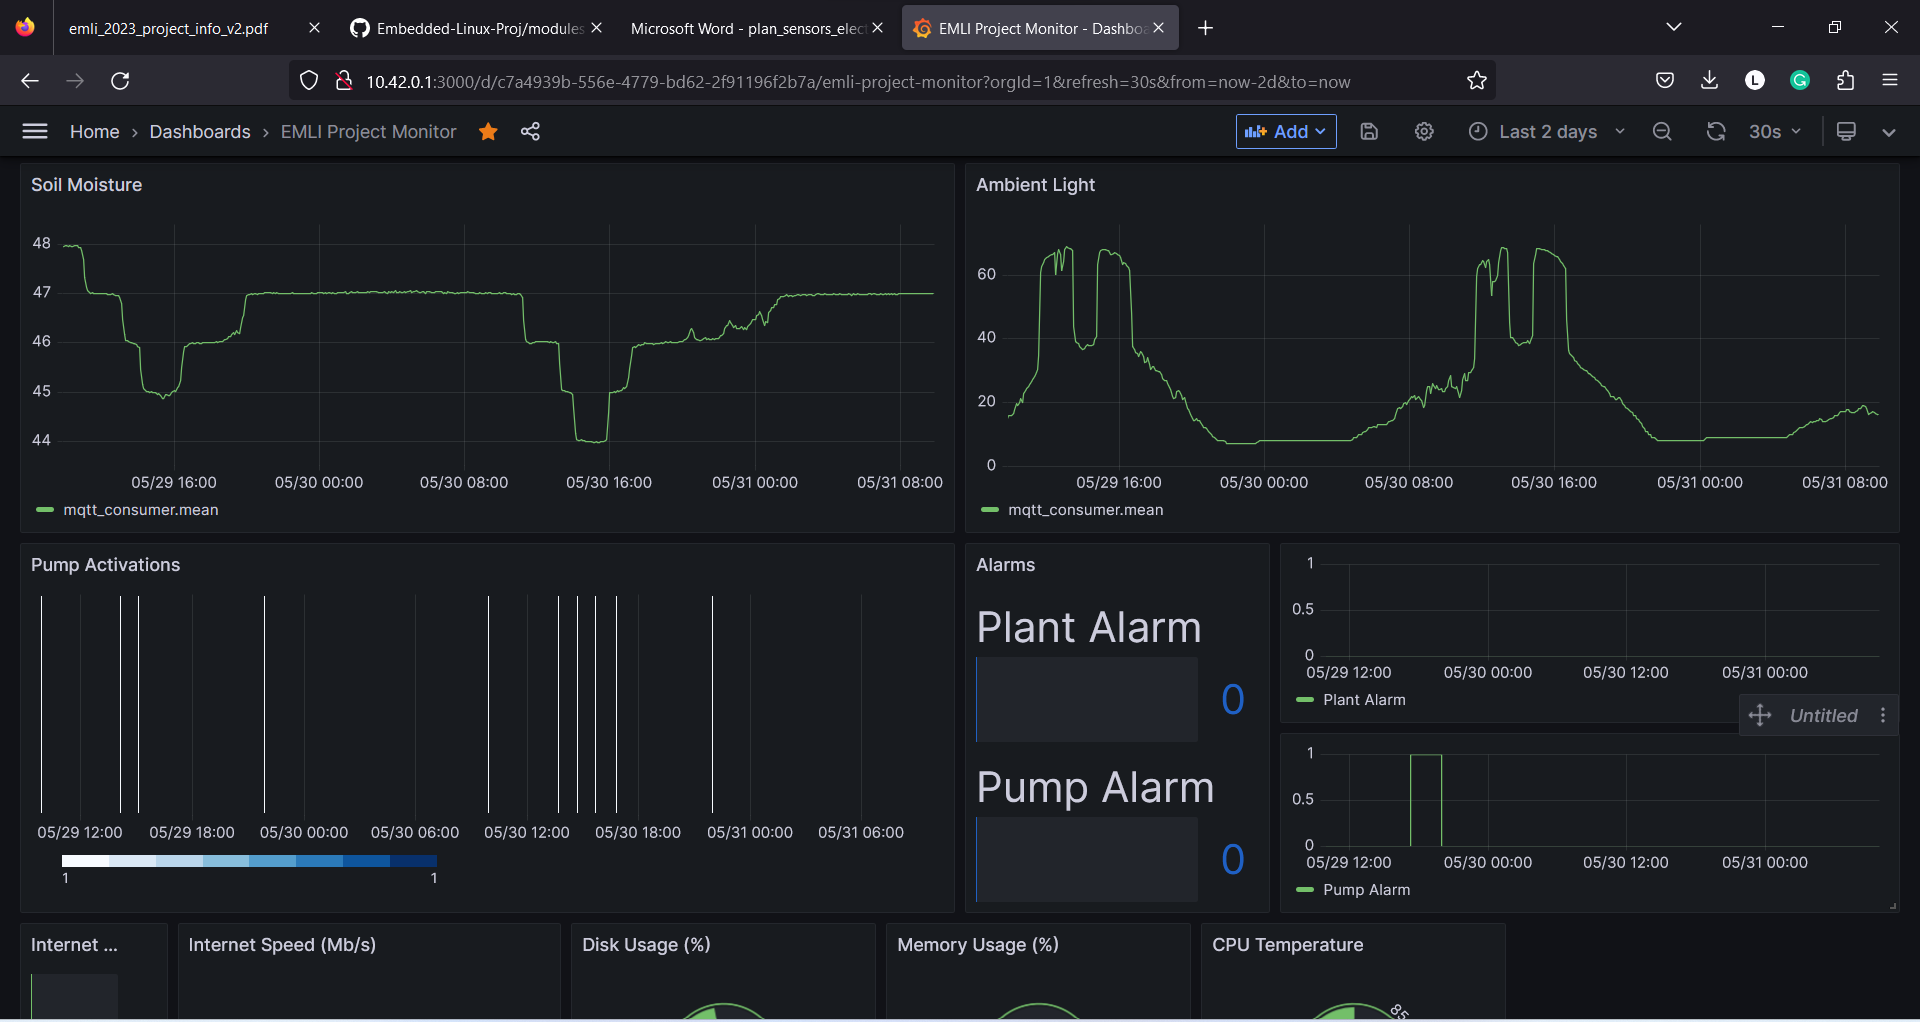 emli_2023_project_info_v2.pdf
Embedded-Linux-Proj/modules
Microsoft Word - plan_sensors_elect
EMLI Project Monitor - Dashboa
10.42.0.1:3000/d/c7a4939b-556e-4779-bd62-2f91196f2b7a/emli-project-monitor?orgId=1&refresh=30s&from=now-2d&to=now
L
G
Home › Dashboards › EMLI Project Monitor
Add
Last 2 days
30s
Soil Moisture
48
47
46
45
44
05/29 16:00 05/30 00:00 05/30 08:00 05/30 16:00 05/31 00:00 05/31 08:00
mqtt_consumer.mean
Ambient Light
60
40
20
0
05/29 16:00 05/30 00:00 05/30 08:00 05/30 16:00 05/31 00:00 05/31 08:00
mqtt_consumer.mean
Pump Activations
05/29 12:00 05/29 18:00 05/30 00:00 05/30 06:00 05/30 12:00 05/30 18:00 05/31 00:00 05/31 06:00
1 1
Alarms
Plant Alarm
0
Pump Alarm
0
1
0.5
0
05/29 12:00 05/30 00:00 05/30 12:00 05/31 00:00
Plant Alarm
Untitled
1
0.5
0
05/29 12:00 05/30 00:00 05/30 12:00 05/31 00:00
Pump Alarm
Internet ...
Internet Speed (Mb/s)
Disk Usage (%)
Memory Usage (%)
CPU Temperature
85